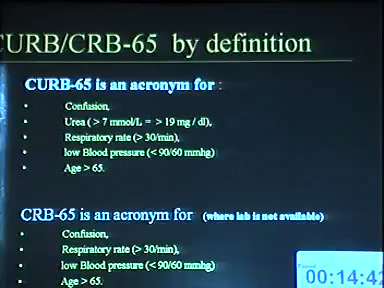 CURB/CRB-65 by definition
CURB-65 is an acronym for :
• Confusion,
• Urea ( > 7 mmol/L = > 19 mg / dl),
• Respiratory rate (> 30/min),
• low Blood pressure (< 90/60 mmhg)
• Age > 65.
CRB-65 is an acronym for (where lab is not available)
• Confusion,
• Respiratory rate (> 30/min),
• low Blood pressure (< 90/60 mmhg)
• Age > 65.
00:14:42